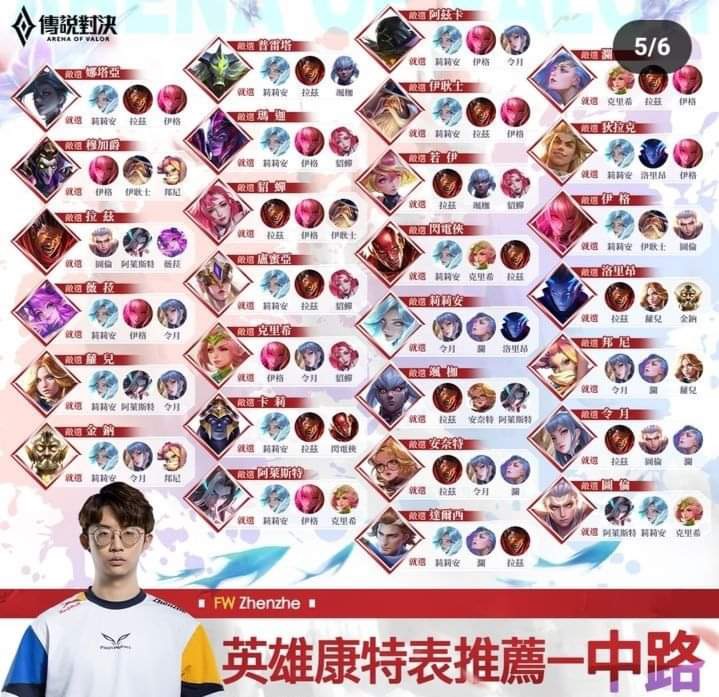 傳說對決
ARENA OF VALOR
5/6
敵選 娜塔亞
就選 莉莉安 拉茲 伊格
敵選 穆加爵
就選 伊格 伊耿士 邦尼
敵選 拉茲
就選 圖倫 阿萊斯特 薇菈
敵選 薇菈
就選 莉莉安 伊格 令月
敵選 蘿兒
就選 莉莉安 阿萊斯特 令月
敵選 金鈉
就選 莉莉安 令月 邦尼
敵選 普雷塔
就選 莉莉安 拉茲 颯枷
敵選 瑪迦
就選 莉莉安 伊格 貂蟬
敵選 貂蟬
就選 拉茲 伊格 伊耿士
敵選 盧蜜亞
就選 莉莉安 拉茲 貂蟬
敵選 克里希
就選 伊格 令月 貂蟬
敵選 卡莉
就選 莉莉安 拉茲 閃電俠
敵選 阿萊斯特
就選 莉莉安 伊格 克里希
敵選 阿茲卡
就選 莉莉安 伊格 令月
敵選 伊耿士
就選 莉莉安 拉茲 伊格
敵選 若伊
就選 拉茲 颯枷 貂蟬
敵選 閃電俠
就選 莉莉安 克里希 拉茲
敵選 莉莉安
就選 令月 瀾 洛里昂
敵選 颯枷
就選 拉茲 安奈特 阿萊斯特
敵選 安奈特
就選 拉茲 令月 瀾
敵選 達爾西
就選 莉莉安 瀾 拉茲
敵選 瀾
就選 克里希 拉茲 伊格
敵選 狄拉克
就選 莉莉安 洛里昂 伊格
敵選 伊格
就選 莉莉安 伊耿士 圖倫
敵選 洛里昂
就選 拉茲 蘿兒 金鈉
敵選 邦尼
就選 令月 瀾 蘿兒
敵選 令月
就選 拉茲 圖倫 瀾
敵選 圖倫
就選 阿萊斯特 莉莉安 克里希
FW Zhenzhe
英雄康特表推薦—中路